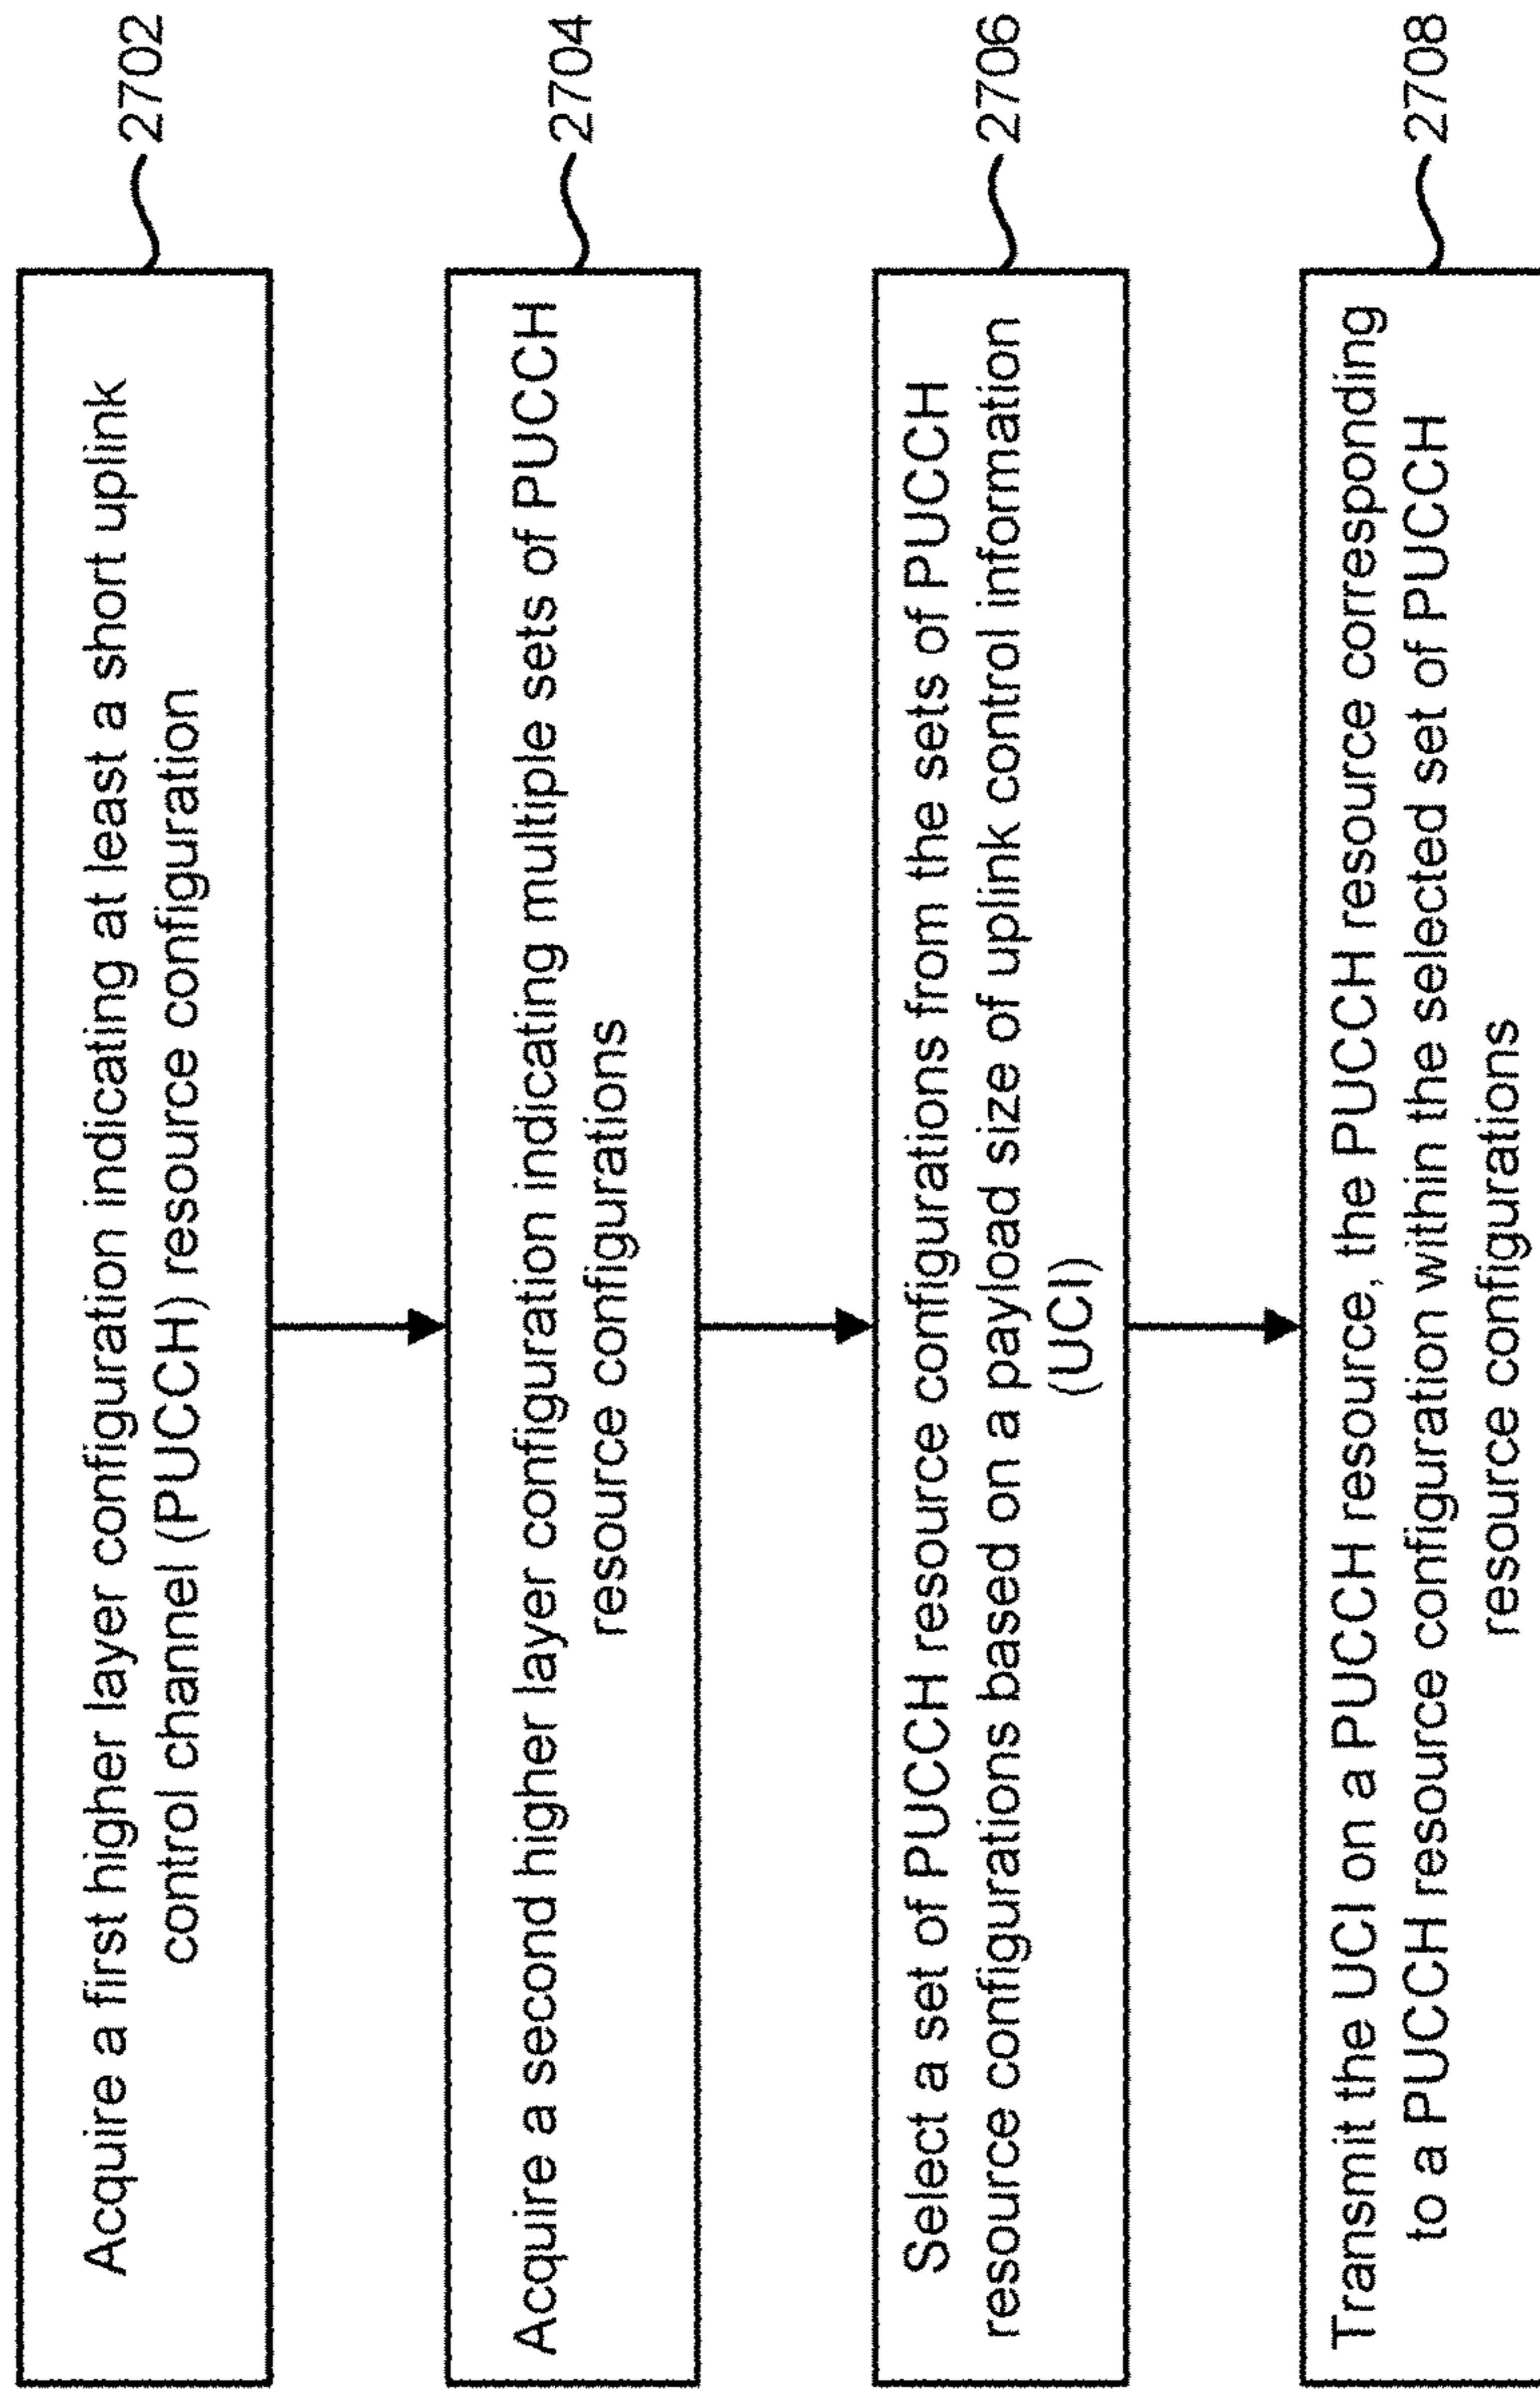 Acquire a first higher layer configuration indicating at least a short uplink
control channel (PUCCH) resource configuration
2702
Acquire a second higher layer configuration indicating multiple sets of PUCCH
resource configurations
2704
Select a set of PUCCH resource configurations from the sets of PUCCH
resource configurations based on a payload size of uplink control information
(UCI)
2706
Transmit the UCI on a PUCCH resource, the PUCCH resource corresponding
to a PUCCH resource configuration within the selected set of PUCCH
resource configurations
2708